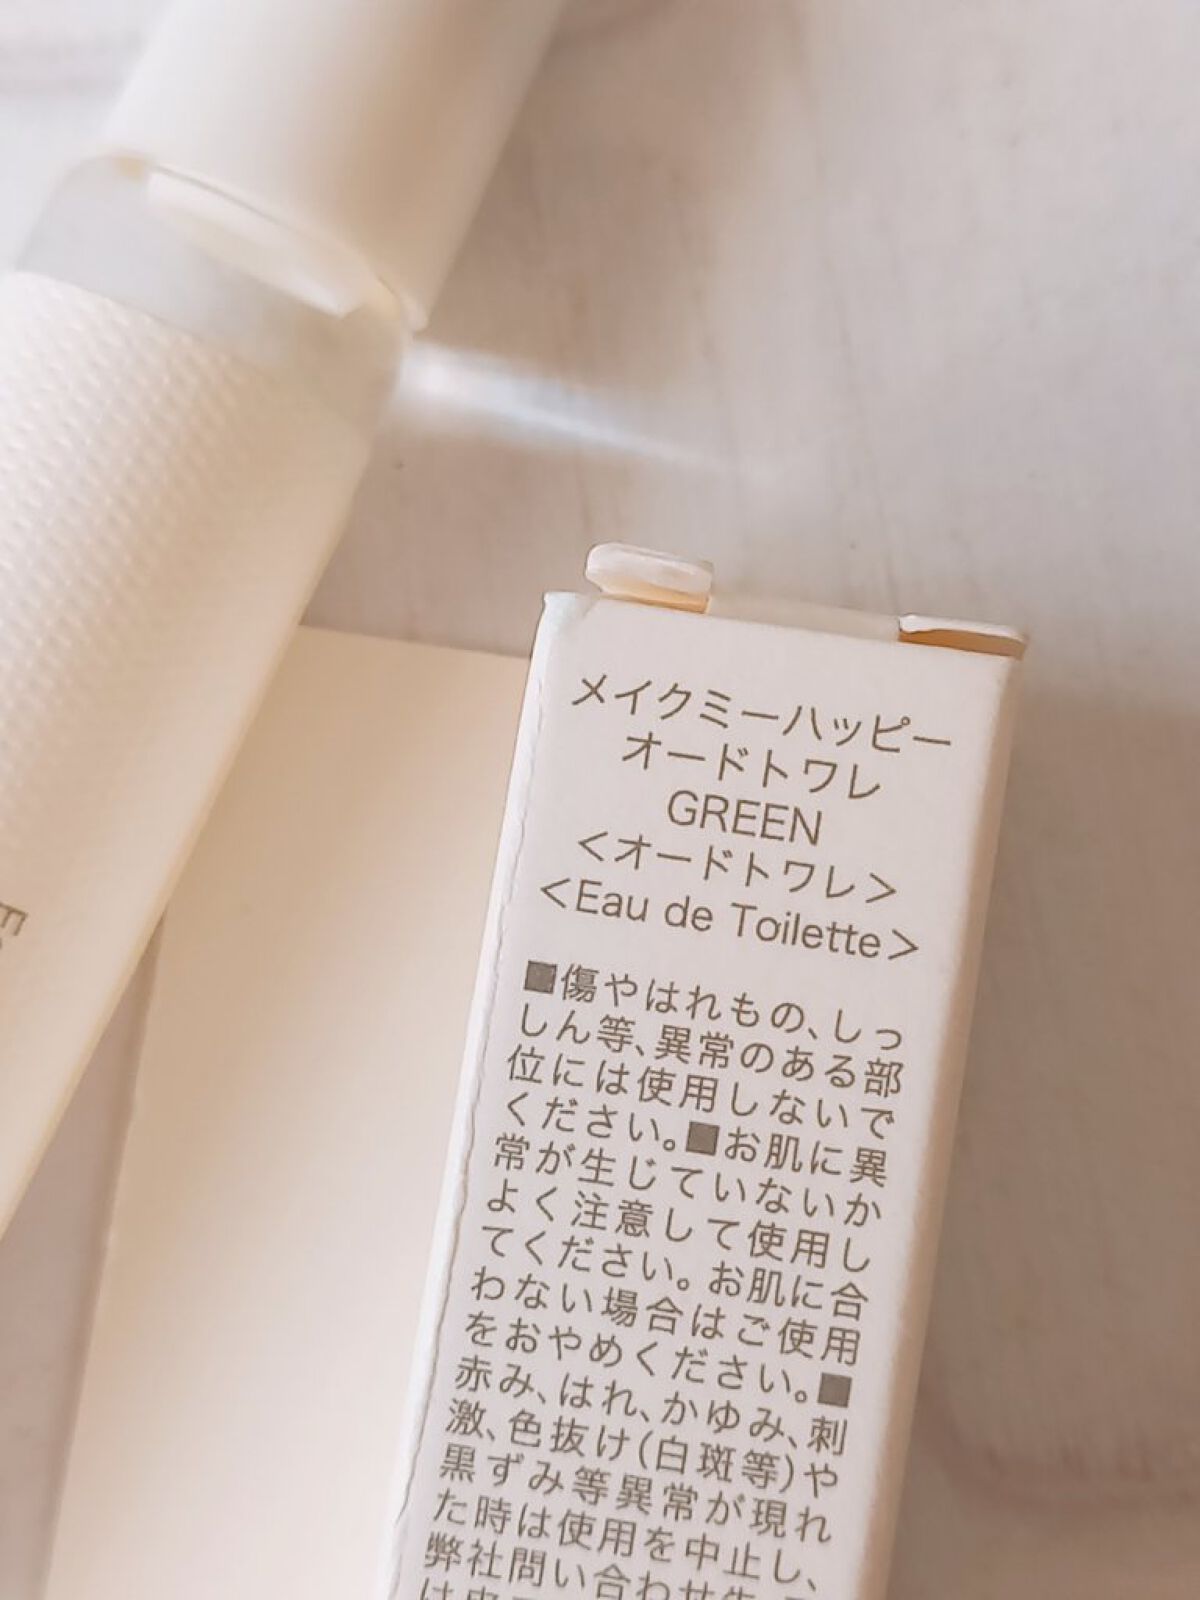 メイクミーハッピー
オードトワレ
GREEN
＜オードトワレ＞
＜Eau de Toilette＞
■傷やはれもの、しっ
しん等、異常のある部
位には使用しないで
ください。■お肌に異
常が生じていないか
よく注意して使用し
てください。お肌に合
わない場合はご使用
をおやめください。■
赤み、はれ、かゆみ、刺
激、色抜け(白斑等)や
黒ずみ等異常が現れ
た時は使用を中止し、
弊社問い合わせ